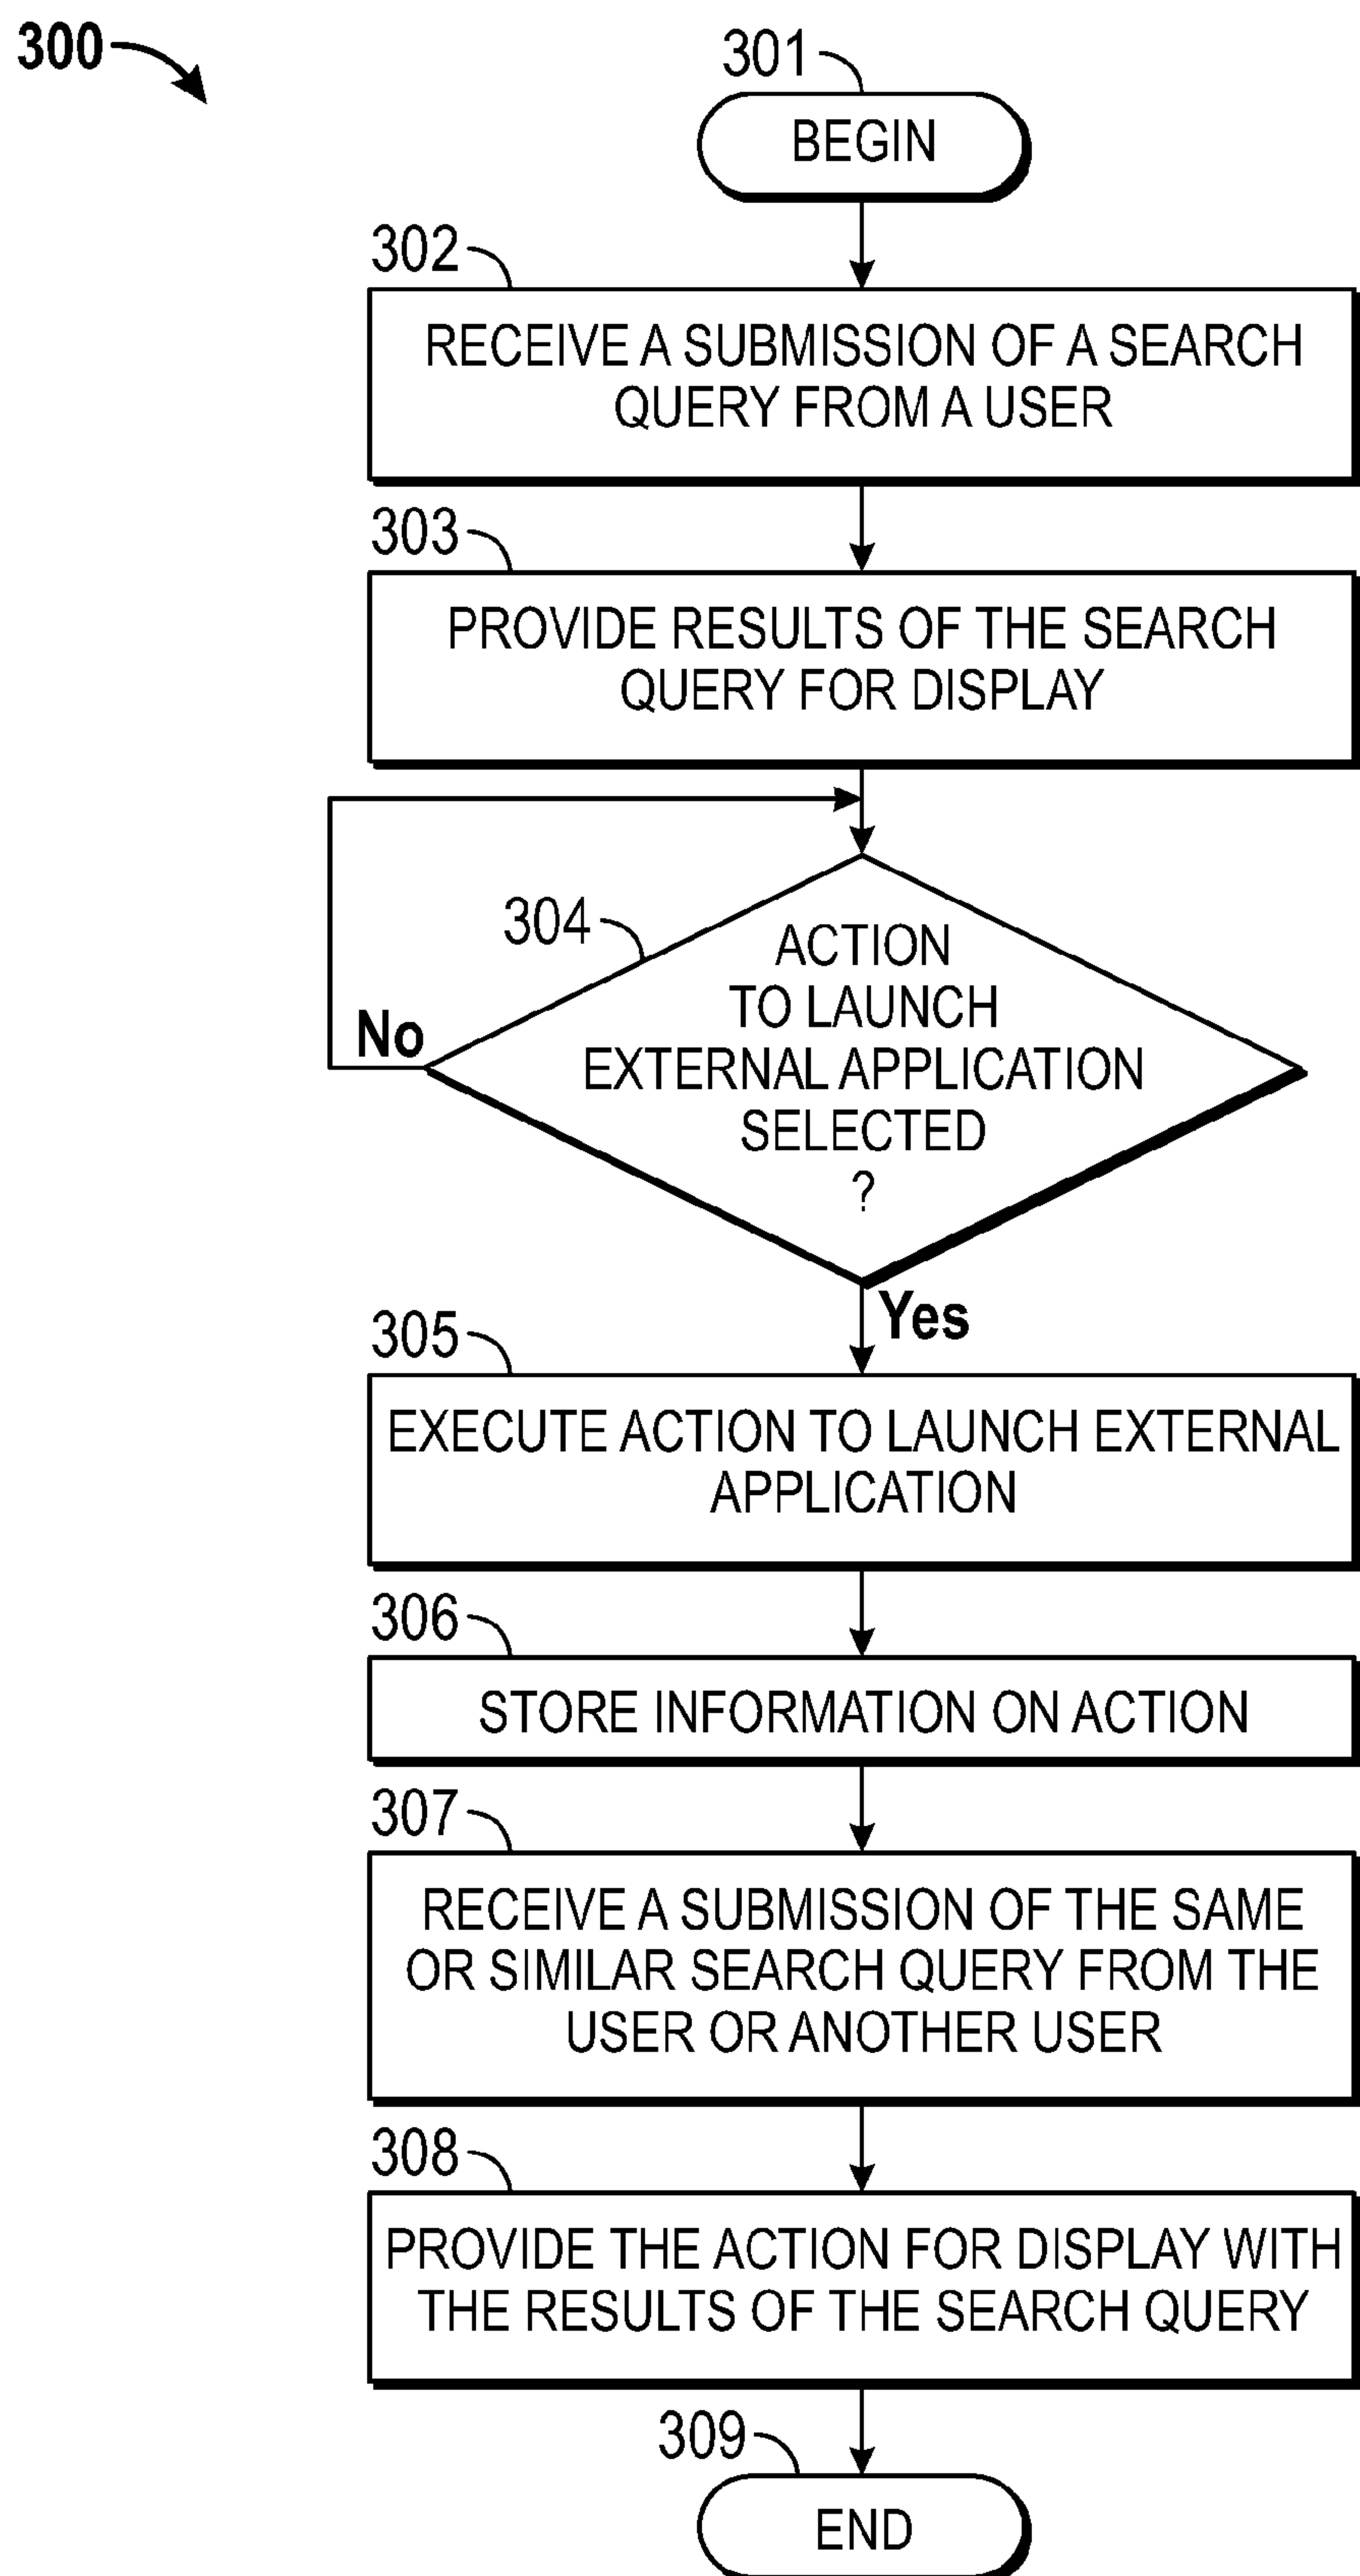 300
301
BEGIN
302
RECEIVE A SUBMISSION OF A SEARCH
QUERY FROM A USER
303
PROVIDE RESULTS OF THE SEARCH
QUERY FOR DISPLAY
304
ACTION
TO LAUNCH
EXTERNAL APPLICATION
SELECTED
?
No
Yes
305
EXECUTE ACTION TO LAUNCH EXTERNAL
APPLICATION
306
STORE INFORMATION ON ACTION
307
RECEIVE A SUBMISSION OF THE SAME
OR SIMILAR SEARCH QUERY FROM THE
USER OR ANOTHER USER
308
PROVIDE THE ACTION FOR DISPLAY WITH
THE RESULTS OF THE SEARCH QUERY
309
END